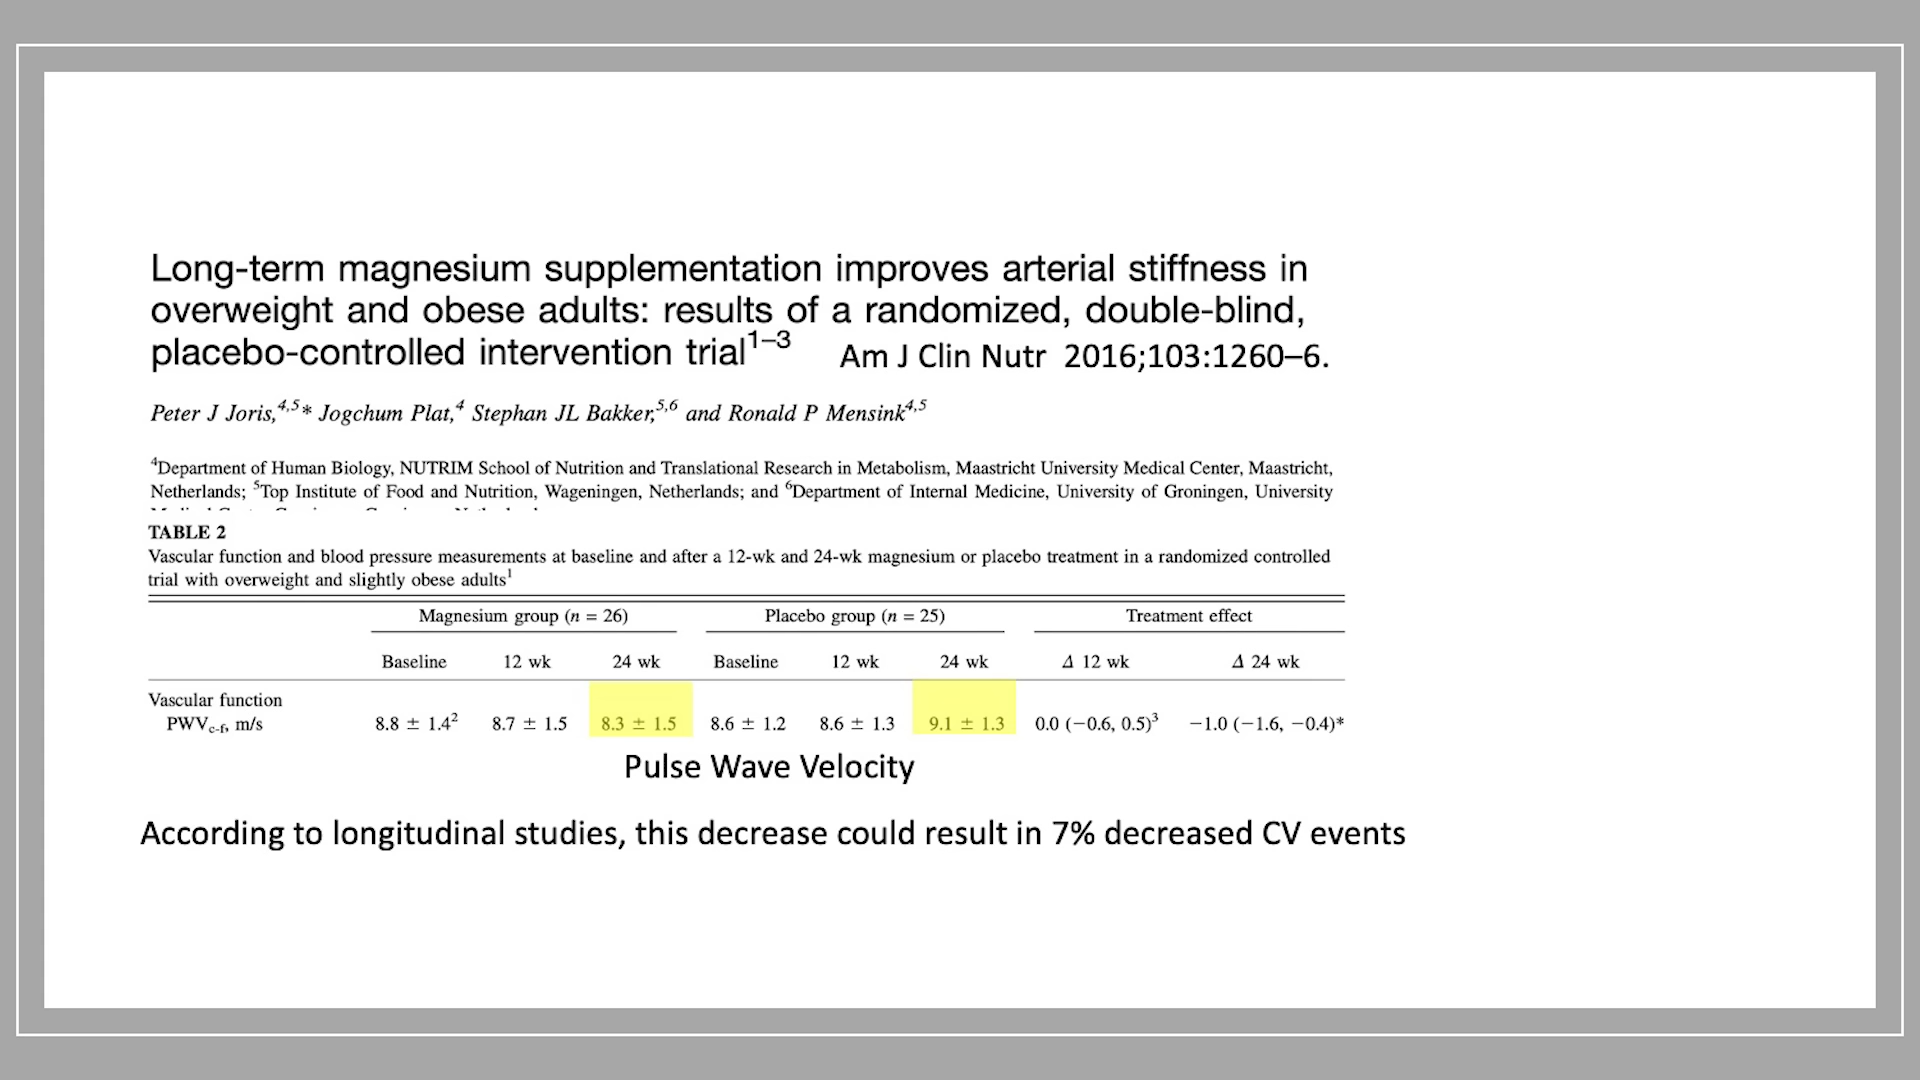 Long-term magnesium supplementation improves arterial stiffness in
overweight and obese adults: results of a randomized, double-blind,
placebo-controlled intervention trial¹⁻³ Am J Clin Nutr 2016;103:1260–6.
Peter J Joris,⁴,⁵* Jogchum Plat,⁴ Stephan JL Bakker,⁵,⁶ and Ronald P Mensink⁴,⁵
⁴Department of Human Biology, NUTRIM School of Nutrition and Translational Research in Metabolism, Maastricht University Medical Center, Maastricht,
Netherlands; ⁵Top Institute of Food and Nutrition, Wageningen, Netherlands; and ⁶Department of Internal Medicine, University of Groningen, University
TABLE 2
Vascular function and blood pressure measurements at baseline and after a 12-wk and 24-wk magnesium or placebo treatment in a randomized controlled
trial with overweight and slightly obese adults¹
Magnesium group (n = 26) Placebo group (n = 25) Treatment effect
Baseline 12 wk 24 wk Baseline 12 wk 24 wk Δ 12 wk Δ 24 wk
Vascular function
PWVc-f, m/s 8.8 ± 1.4² 8.7 ± 1.5 8.3 ± 1.5 8.6 ± 1.2 8.6 ± 1.3 9.1 ± 1.3 0.0 (−0.6, 0.5)³ −1.0 (−1.6, −0.4)*
Pulse Wave Velocity
According to longitudinal studies, this decrease could result in 7% decreased CV events